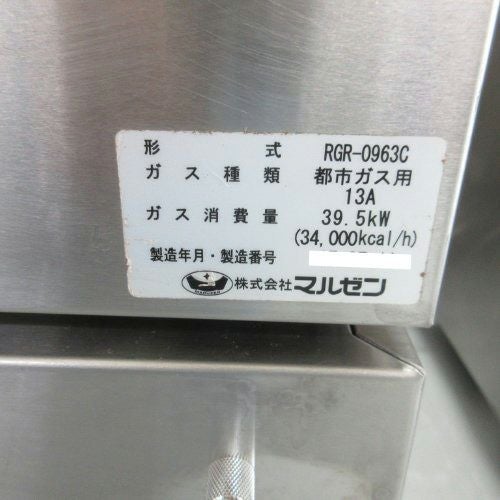 形式 RGR-0963C
ガス種類 都市ガス用
13A
ガス消費量 39.5kW
(34,000kcal/h)
製造年月・製造番号
株式会社マルゼン